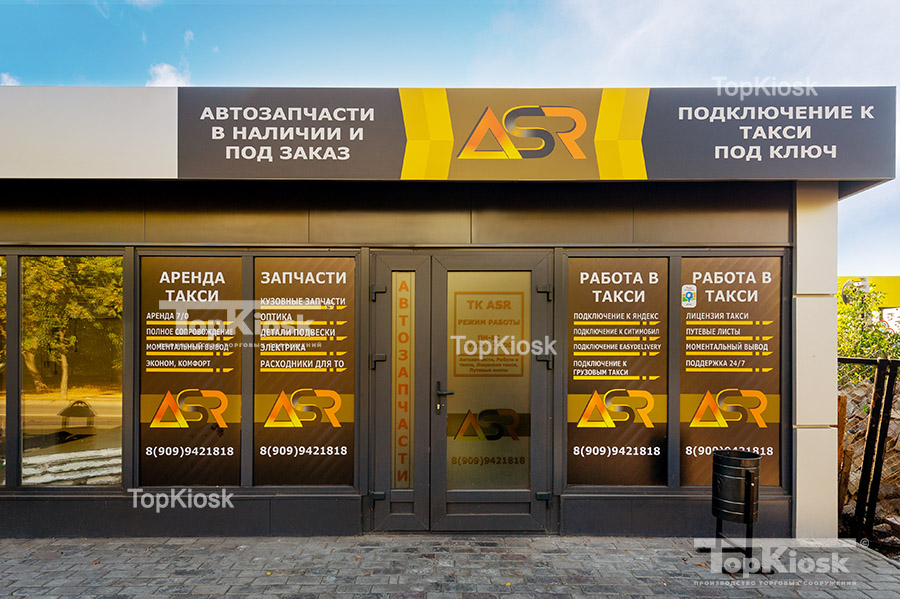 TopKiosk
АВТОЗАПЧАСТИ
В НАЛИЧИИ И
ПОД ЗАКАЗ
ASR
ПОДКЛЮЧЕНИЕ К
ТАКСИ
ПОД КЛЮЧ
АРЕНДА
ТАКСИ
АРЕНДА 7/0
ПОЛНОЕ СОПРОВОЖДЕНИЕ
МОМЕНТАЛЬНЫЙ ВЫВОД
ЭКОНОМ, КОМФОРТ
ASR
8(909)9421818
ЗАПЧАСТИ
КУЗОВНЫЕ ЗАПЧАСТИ
ОПТИКА
ДЕТАЛИ ПОДВЕСКИ
ЭЛЕКТРИКА
РАСХОДНИКИ ДЛЯ ТО
ASR
8(909)9421818
TopKiosk
АВТОЗАПЧАСТИ
ТК ASR
РЕЖИМ РАБОТЫ
TopKiosk
ASR
8(909)9421818
РАБОТА В
ТАКСИ
ПОДКЛЮЧЕНИЕ К ЯНДЕКС
ПОДКЛЮЧЕНИЕ К СИТИМОБИЛ
ПОДКЛЮЧЕНИЕ EASYDELIVERY
ПОДКЛЮЧЕНИЕ К
ГРУЗОВЫМ ТАКСИ
ASR
8(909)9421818
РАБОТА В
ТАКСИ
ЛИЦЕНЗИЯ ТАКСИ
ПУТЕВЫЕ ЛИСТЫ
МОМЕНТАЛЬНЫЙ ВЫВОД
ПОДДЕРЖКА 24/7
ASR
8(909)9421818
TopKiosk
TopKiosk©
ПРОИЗВОДСТВО ТОРГОВЫХ СООРУЖЕНИЙ